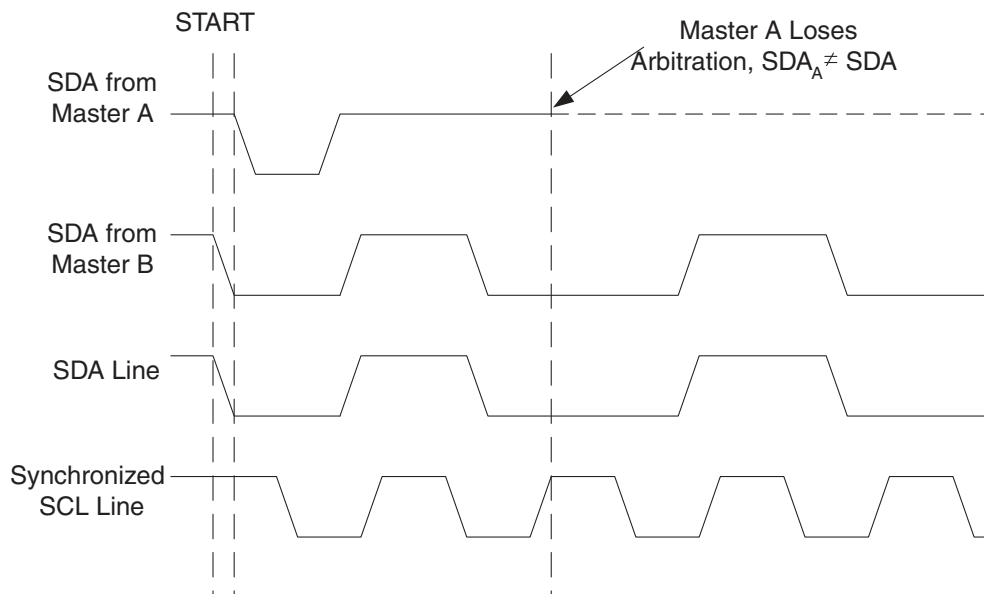 START
Master A Loses
Arbitration, SDA_A ≠ SDA
SDA from
Master A
SDA from
Master B
SDA Line
Synchronized
SCL Line